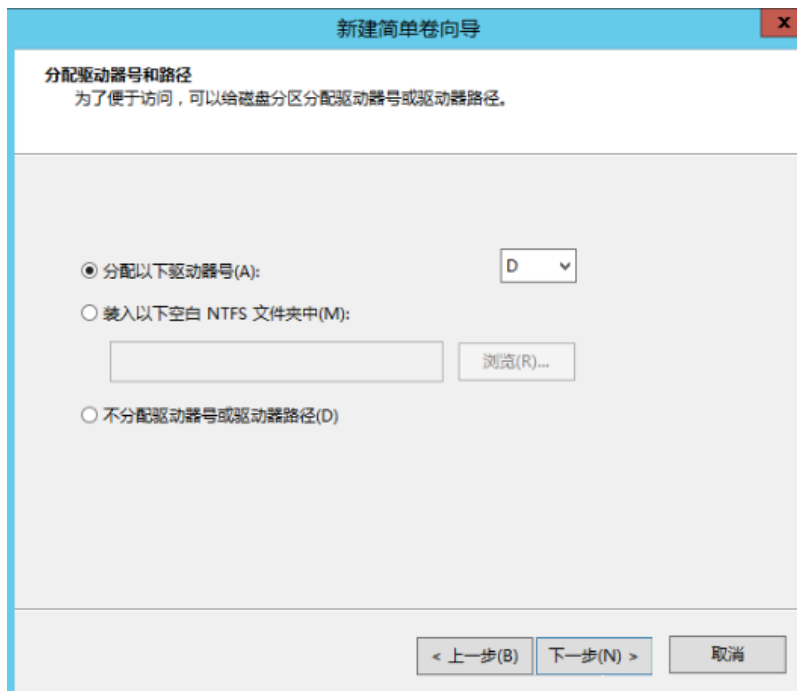 新建简单卷向导
x
分配驱动器号和路径
为了便于访问，可以给磁盘分区分配驱动器号或驱动器路径。
分配以下驱动器号(A): D
装入以下空白 NTFS 文件夹中(M):
浏览(R)...
不分配驱动器号或驱动器路径(D)
< 上一步(B) 下一步(N) > 取消